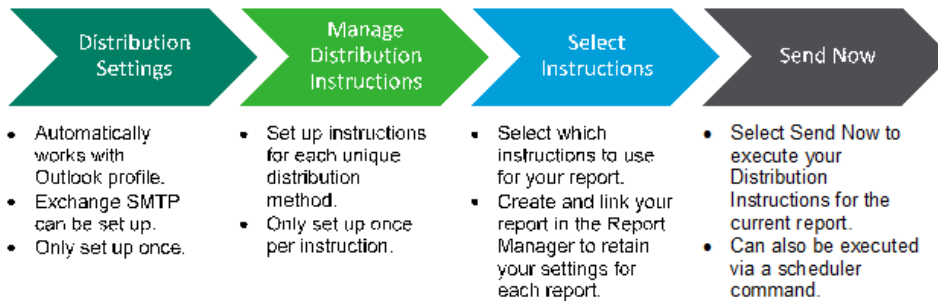 Distribution
Settings
Manage
Distribution
Instructions
Select
Instructions
Send Now
• Automatically
works with
Outlook profile.
• Exchange SMTP
can be set up.
• Only set up once.
• Set up instructions
for each unique
distribution
method.
• Only set up once
per instruction.
• Select which
instructions to use
for your report.
• Create and link your
report in the Report
Manager to retain
your settings for
each report.
• Select Send Now to
execute your
Distribution
Instructions for the
current report.
• Can also be executed
via a scheduler
command.